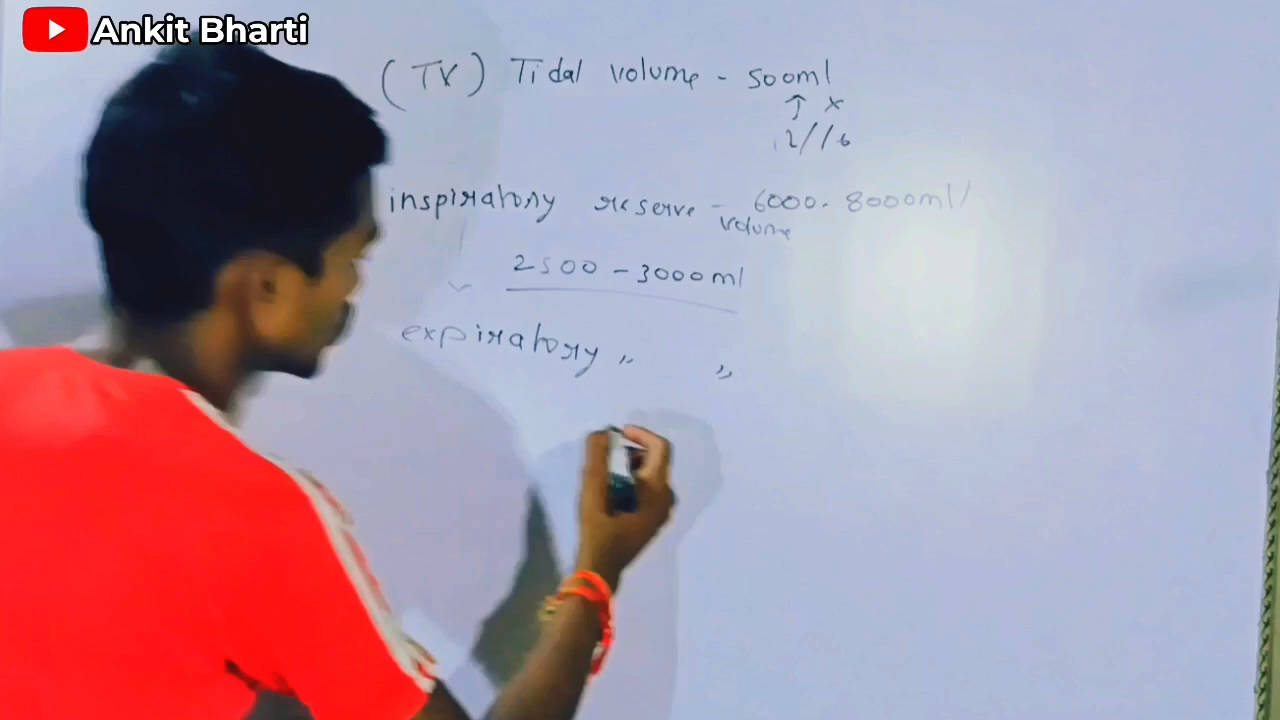 Ankit Bharti
(TV) Tidal volume - 500ml
↑ x
12/16
inspiratory reserve - 6000 - 8000ml/
volume
2500 - 3000ml
expiratory " "